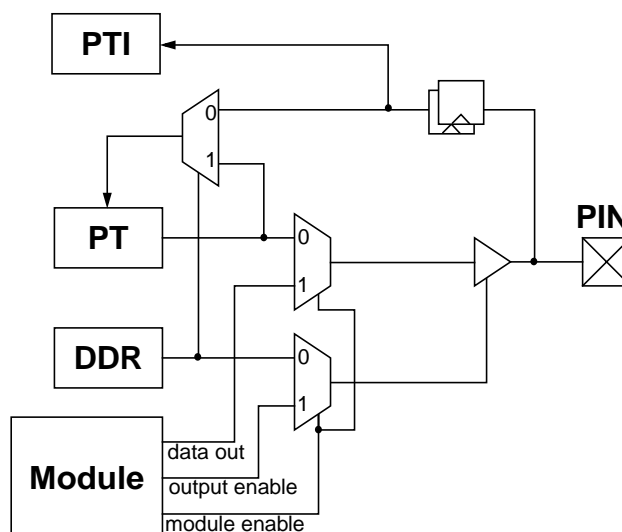 PTI
0
1
PT
PIN
0
1
DDR
0
1
data out
Module
output enable
module enable